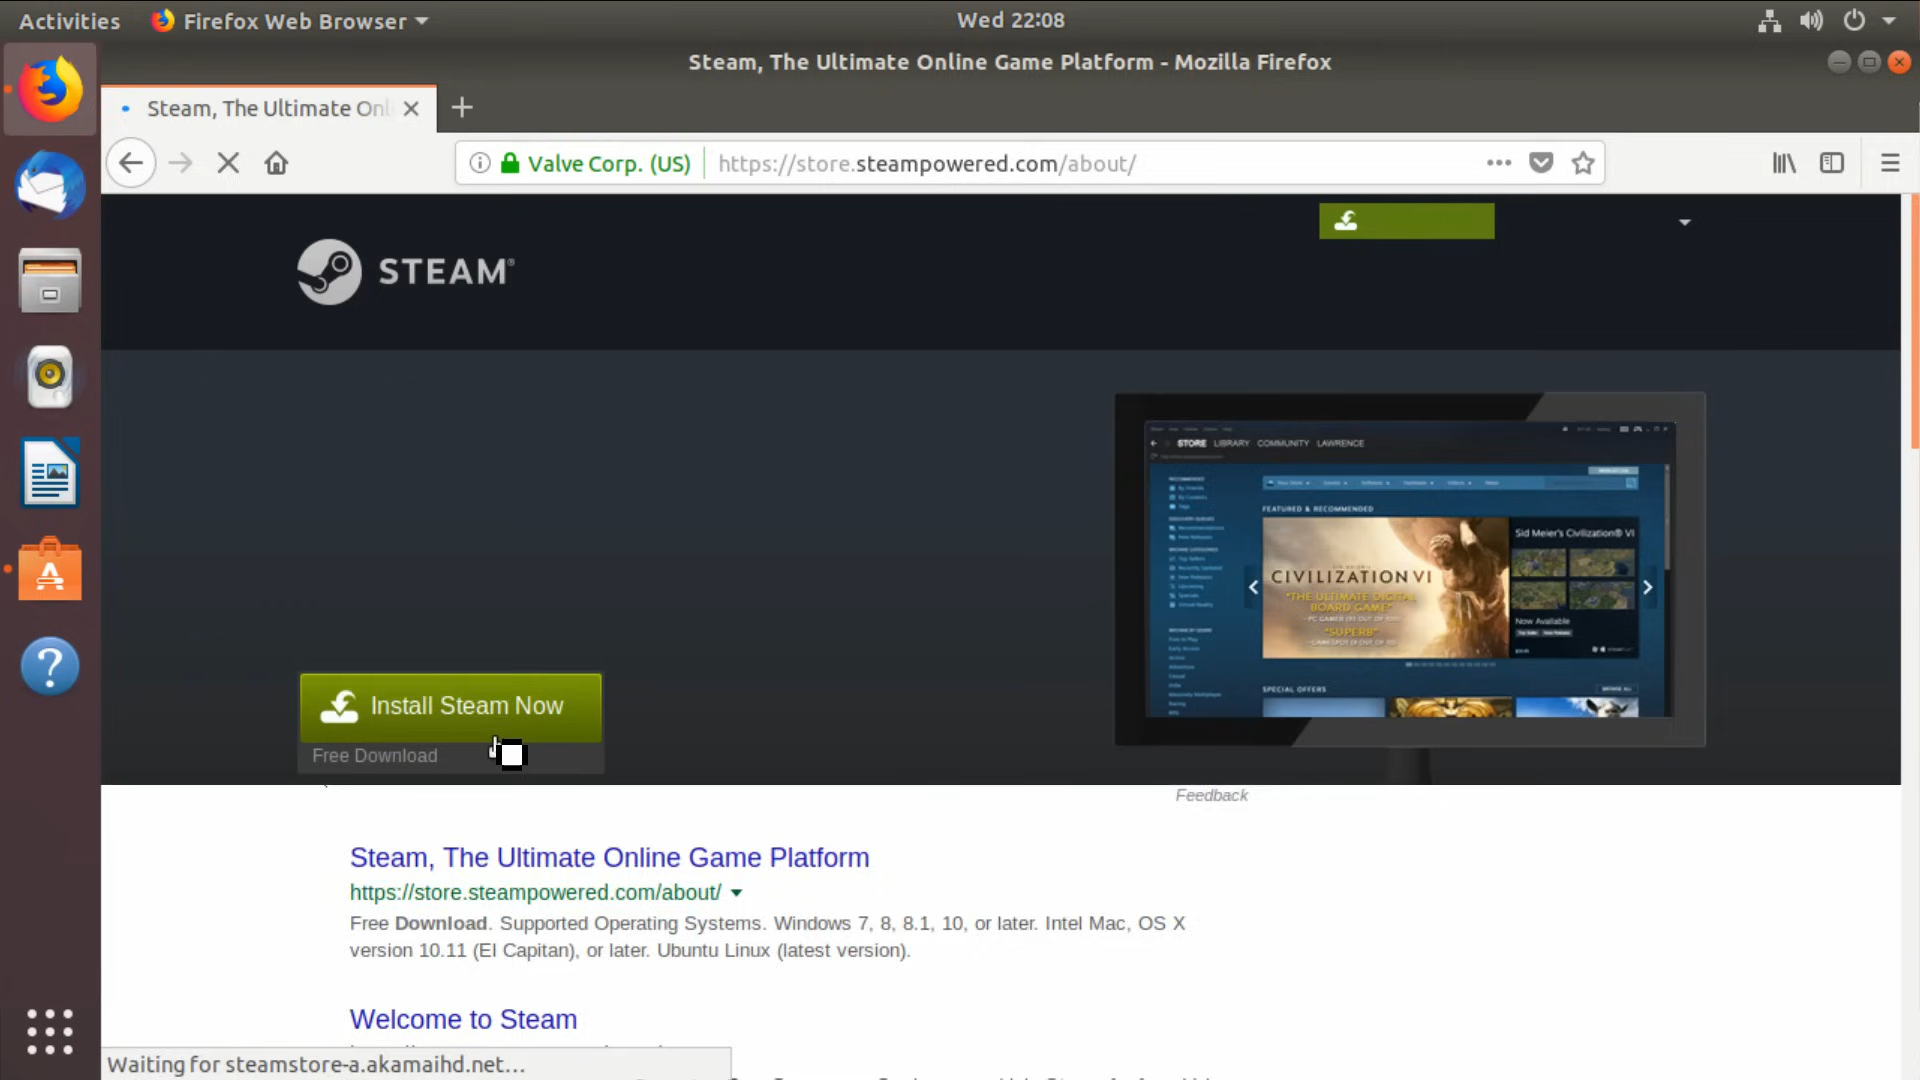 Activities
Firefox Web Browser
Wed 22:08
Steam, The Ultimate Online Game Platform - Mozilla Firefox
Steam, The Ultimate Onl
Valve Corp. (US)
https://store.steampowered.com/about/
STEAM®
STORE LIBRARY COMMUNITY LAWRENCE
FEATURED & RECOMMENDED
Sid Meier's Civilization® VI
CIVILIZATION VI
"THE ULTIMATE DIGITAL
BOARD GAME"
"SUPERB"
Now Available
SPECIAL OFFERS
Install Steam Now
Free Download
Feedback
Steam, The Ultimate Online Game Platform
https://store.steampowered.com/about/
Free Download. Supported Operating Systems. Windows 7, 8, 8.1, 10, or later. Intel Mac, OS X
version 10.11 (El Capitan), or later. Ubuntu Linux (latest version).
Welcome to Steam
Waiting for steamstore-a.akamaihd.net...